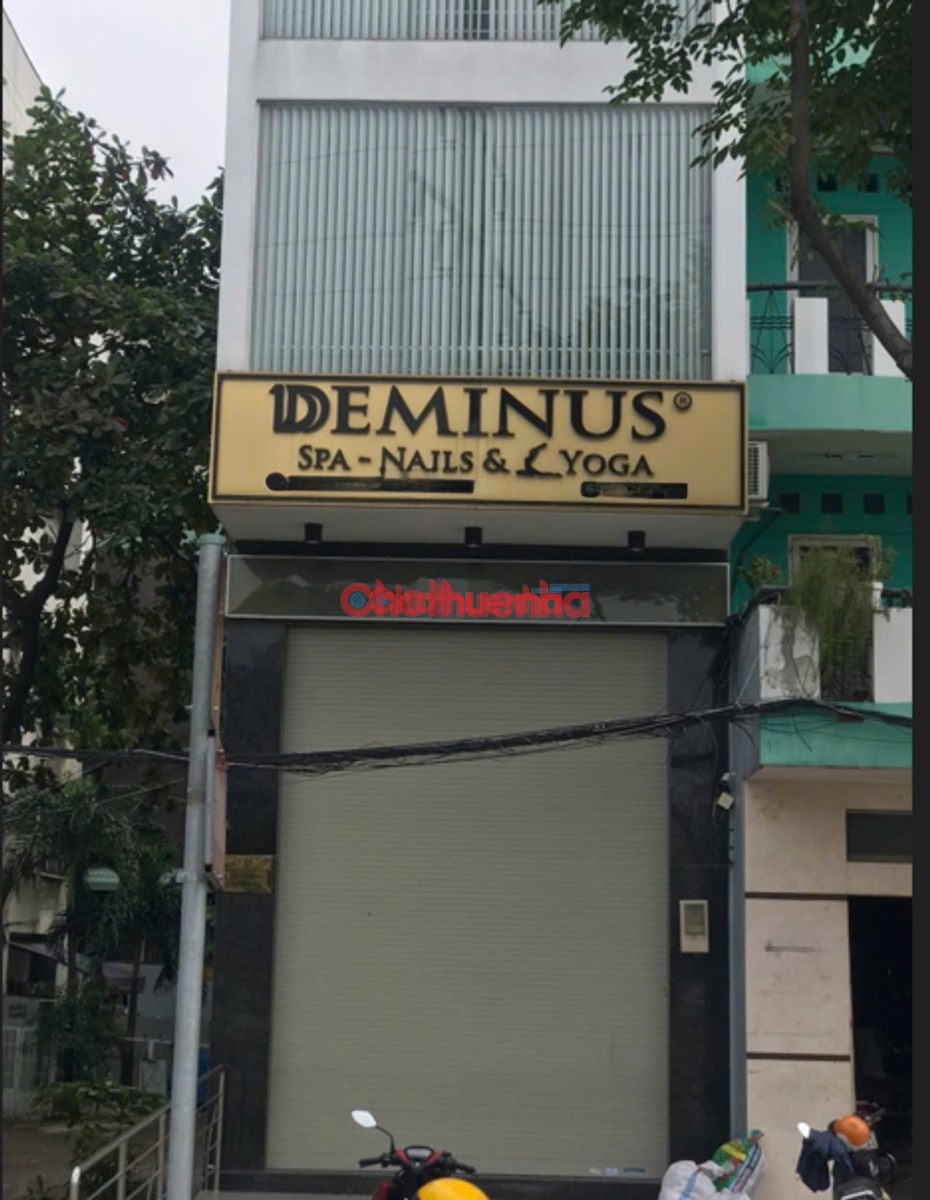 DEMINUS®
SPA - NAILS & YOGA
Chothuenha